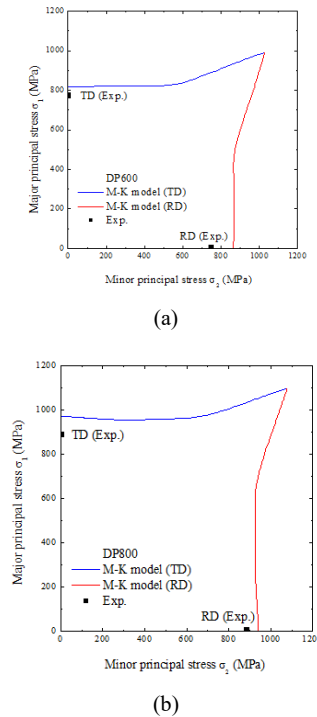 1200
1000
800
600
400
200
0
Major principal stress σ₁ (MPa)
TD (Exp.)
DP600
M-K model (TD)
M-K model (RD)
Exp.
RD (Exp.)
0 200 400 600 800 1000 1200
Minor principal stress σ₂ (MPa)
(a)
1200
1000
800
600
400
200
0
Major principal stress σ₁ (MPa)
TD (Exp.)
DP800
M-K model (TD)
M-K model (RD)
Exp.
RD (Exp.)
0 200 400 600 800 1000 120
Minor principal stress σ₂ (MPa)
(b)